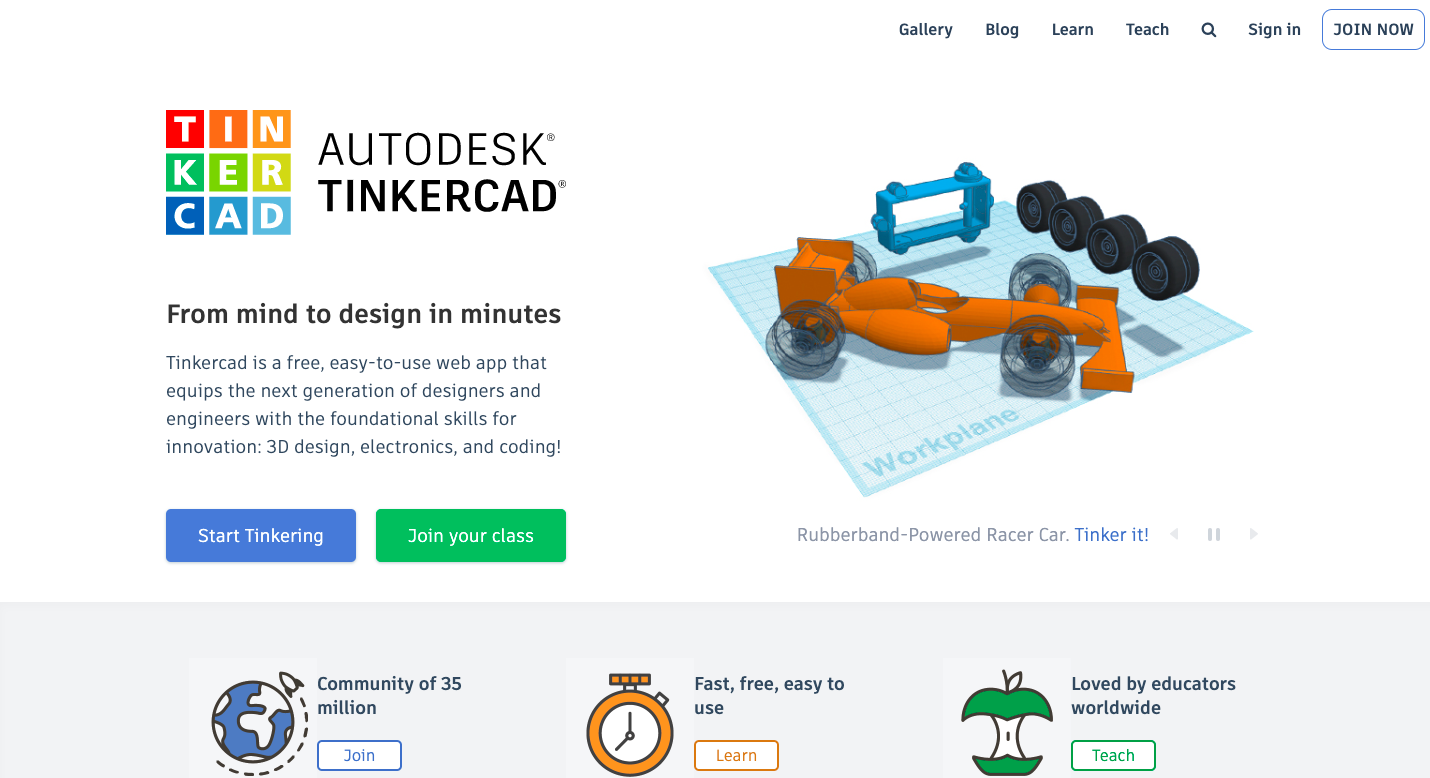 Gallery
Blog
Learn
Teach
Sign in
JOIN NOW
TIN
KER
CAD
AUTODESK®
TINKERCAD®
From mind to design in minutes
Tinkercad is a free, easy-to-use web app that
equips the next generation of designers and
engineers with the foundational skills for
innovation: 3D design, electronics, and coding!
Start Tinkering
Join your class
Workplane
Rubberband-Powered Racer Car. Tinker it!
Community of 35
million
Join
Fast, free, easy to
use
Learn
Loved by educators
worldwide
Teach